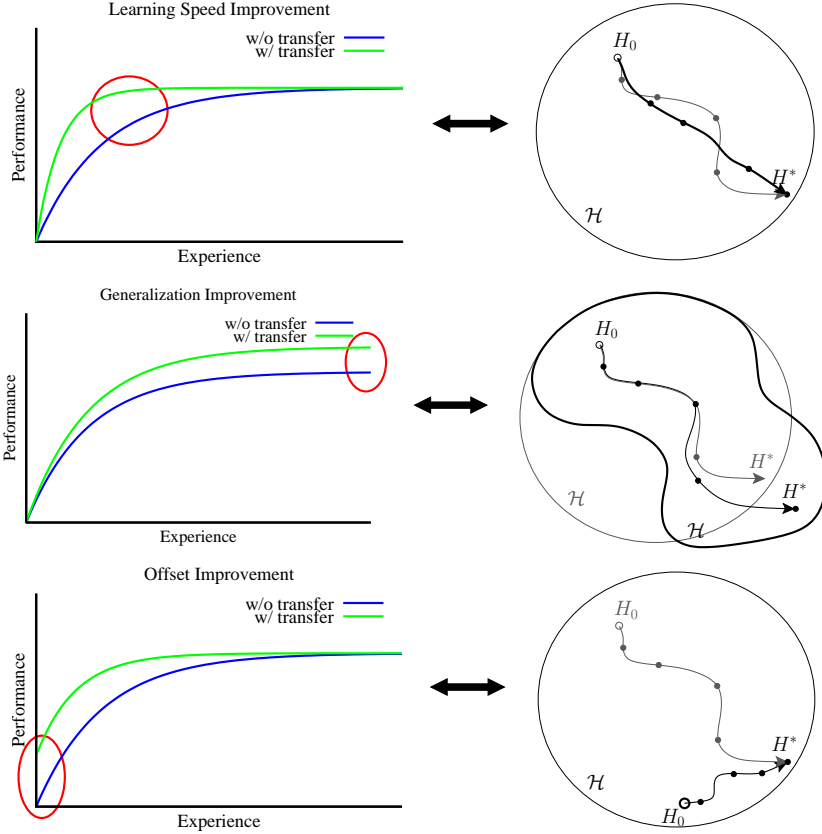 Learning Speed Improvement
w/o transfer
w/ transfer
Performance
Experience
H₀
H*
ℋ
Generalization Improvement
w/o transfer
w/ transfer
Performance
Experience
H₀
H*
H*
ℋ
ℋ
Offset Improvement
w/o transfer
w/ transfer
Performance
Experience
H₀
H*
ℋ
H₀